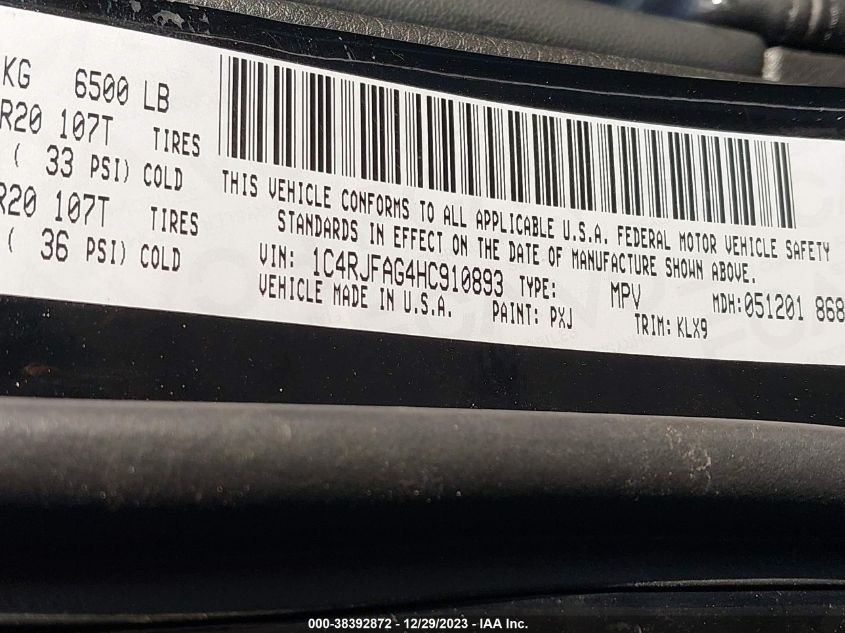 KG 6500 LB
R20 107T TIRES
( 33 PSI) COLD
R20 107T TIRES
( 36 PSI) COLD
THIS VEHICLE CONFORMS TO ALL APPLICABLE U.S.A. FEDERAL MOTOR VEHICLE SAFETY
STANDARDS IN EFFECT ON THE DATE OF MANUFACTURE SHOWN ABOVE.
VIN: 1C4RJFAG4HC910893 TYPE: MPV MDH:051201 868
VEHICLE MADE IN U.S.A. PAINT: PXJ TRIM: KLX9
000-38392872 - 12/29/2023 - IAA Inc.